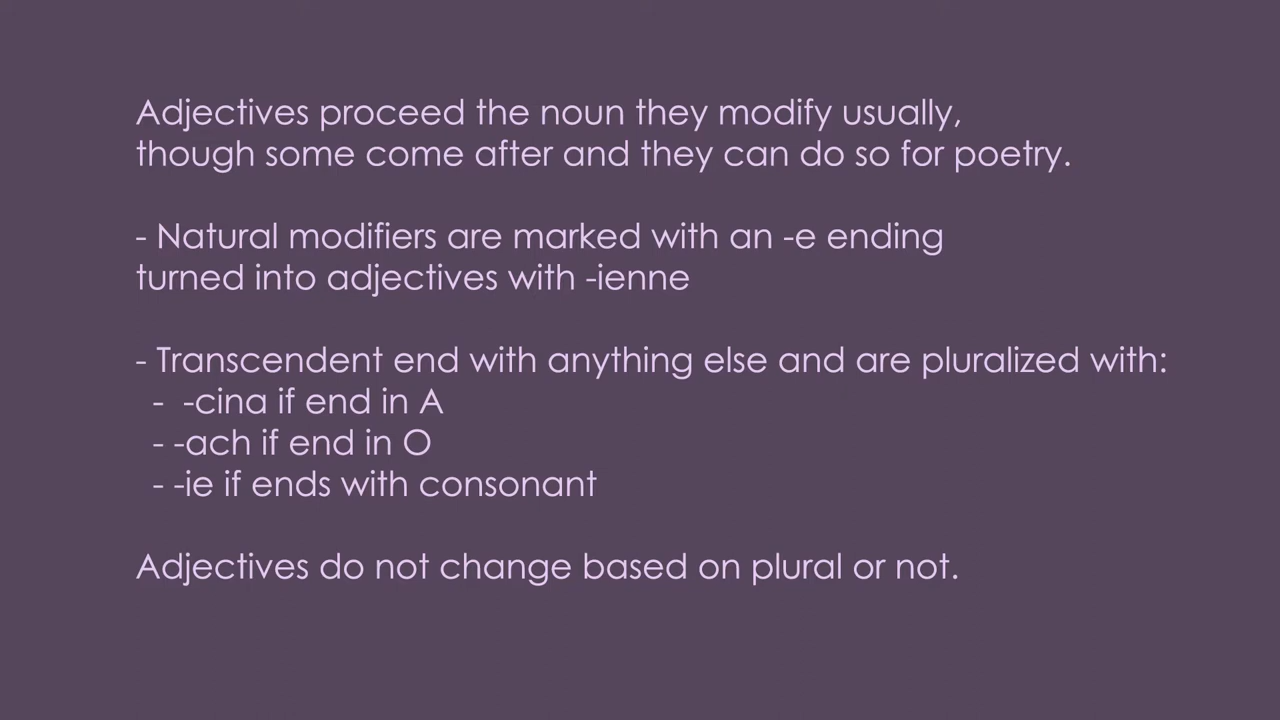 Adjectives proceed the noun they modify usually,
though some come after and they can do so for poetry.
- Natural modifiers are marked with an -e ending
turned into adjectives with -ienne
- Transcendent end with anything else and are pluralized with:
- -cina if end in A
- -ach if end in O
- -ie if ends with consonant
Adjectives do not change based on plural or not.